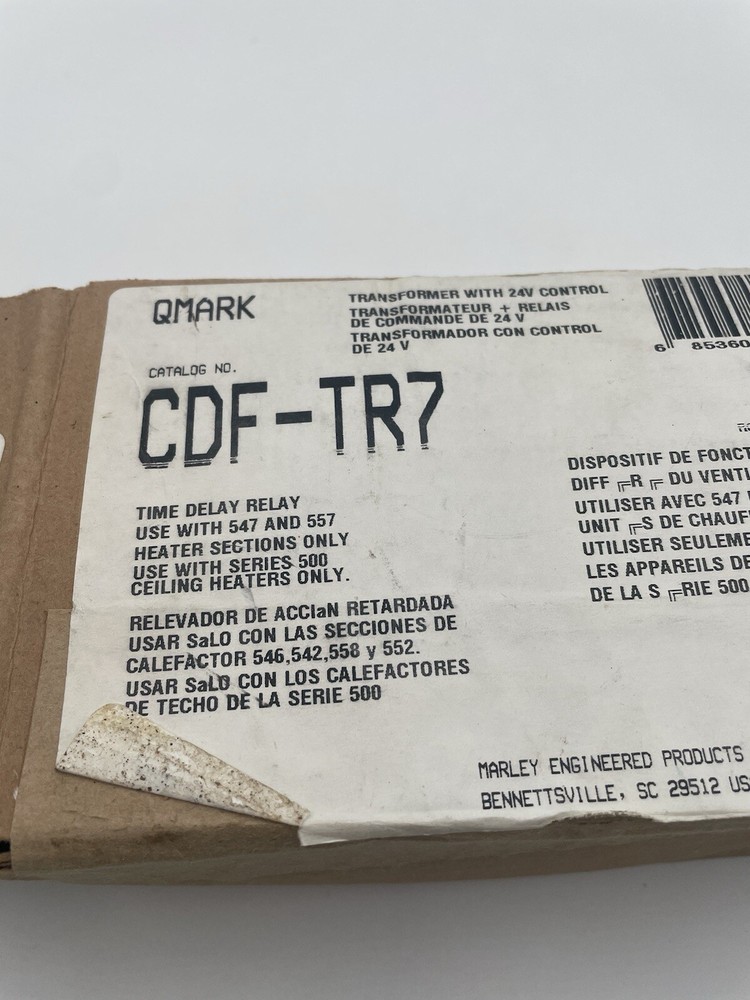 QMARK
TRANSFORMER WITH 24V CONTROL
TRANSFORMATEUR + RELAIS
DE COMMANDE DE 24 V
TRANSFORMADOR CON CONTROL
DE 24 V
6 85360
CATALOG NO.
CDF-TR7
TIME DELAY RELAY
USE WITH 547 AND 557
HEATER SECTIONS ONLY
USE WITH SERIES 500
CEILING HEATERS ONLY.
RELEVADOR DE ACCIaN RETARDADA
USAR SaLO CON LAS SECCIONES DE
CALEFACTOR 546,542,558 y 552.
USAR SaLO CON LOS CALEFACTORES
DE TECHO DE LA SERIE 500
DISPOSITIF DE FONCT
DIFF ╔R ╔ DU VENTI
UTILISER AVEC 547
UNIT ╔S DE CHAUF
UTILISER SEULEME
LES APPAREILS DE
DE LA S ╔RIE 500
MARLEY ENGINEERED PRODUCTS
BENNETTSVILLE, SC 29512 US